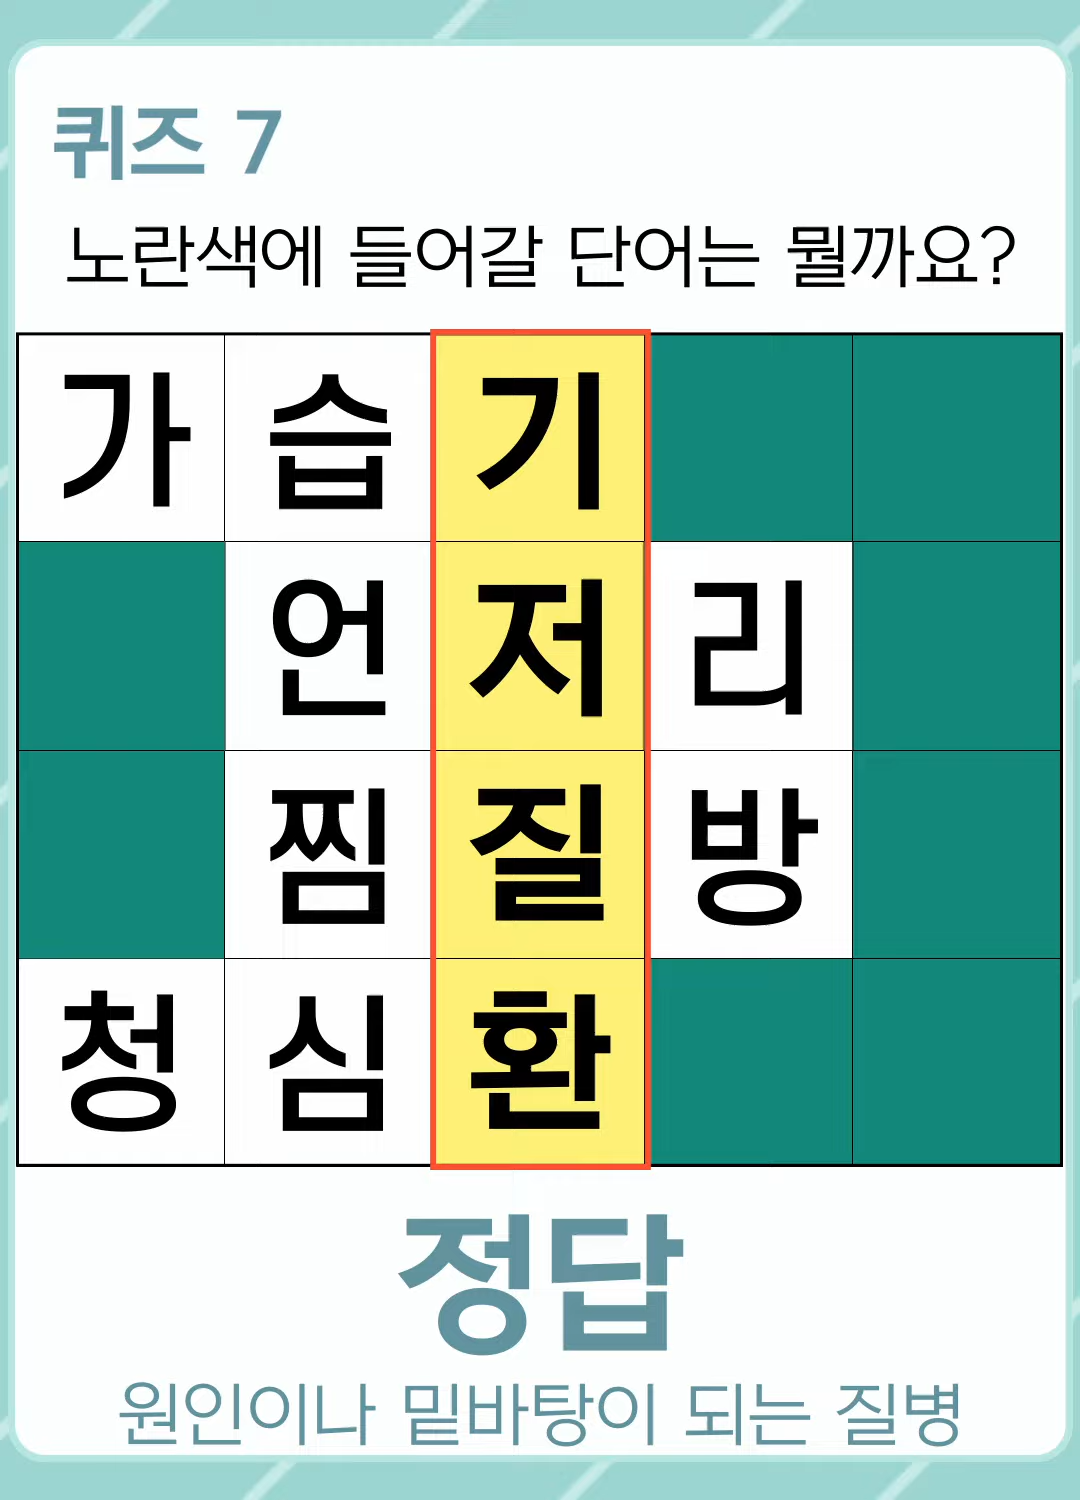 퀴즈 7
노란색에 들어갈 단어는 뭘까요?
가 습 기
언 저 리
찜 질 방
청 심 환
정답
원인이나 밑바탕이 되는 질병